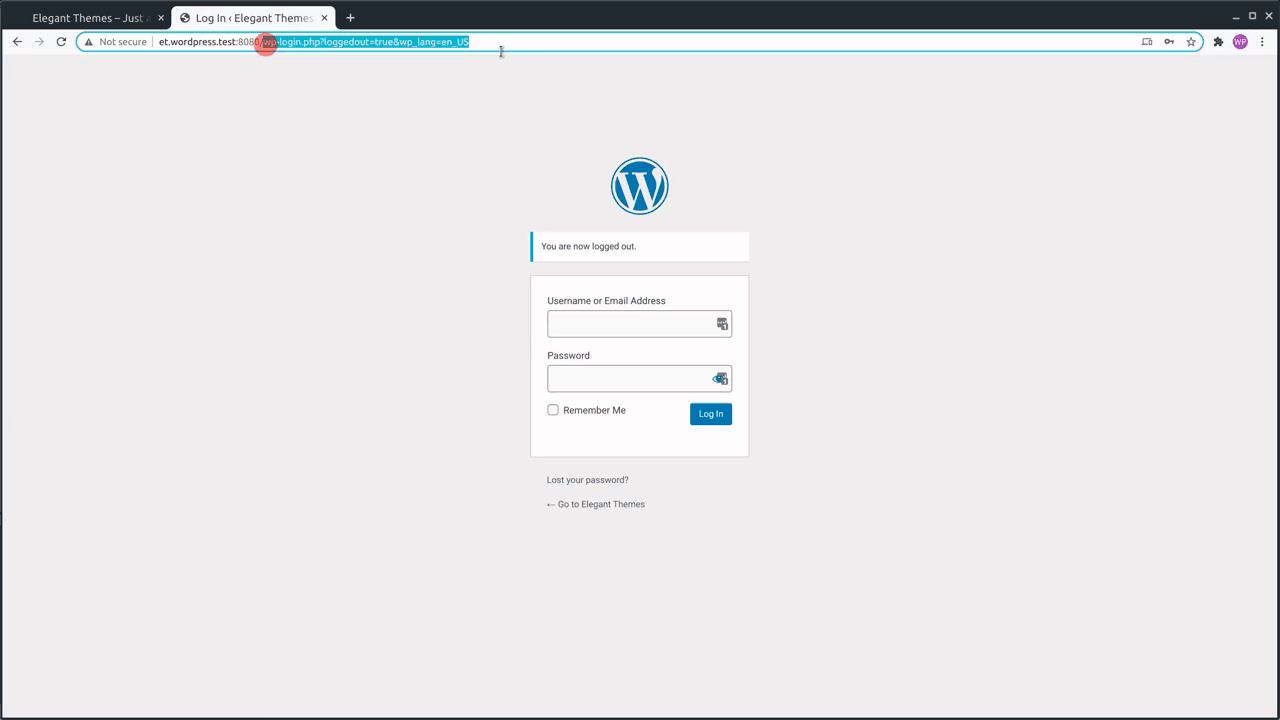 Elegant Themes – Just a
Log In ‹ Elegant Themes
Not secure
et.wordpress.test:8080/wp-login.php?loggedout=true&wp_lang=en_US
WP
You are now logged out.
Username or Email Address
Password
Remember Me
Log In
Lost your password?
← Go to Elegant Themes